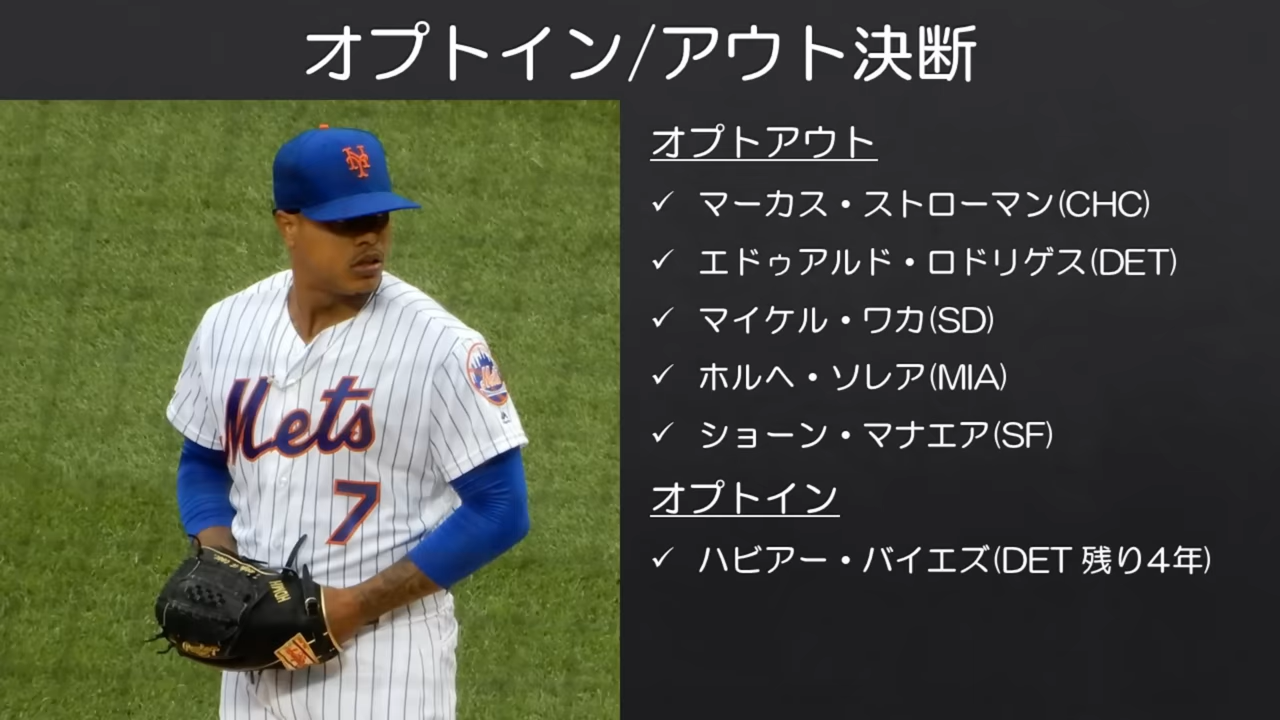 オプトイン/アウト決断
オプトアウト
✓ マーカス・ストローマン(CHC)
✓ エドゥアルド・ロドリゲス(DET)
✓ マイケル・ワカ(SD)
✓ ホルヘ・ソレア(MIA)
✓ ショーン・マナエア(SF)
オプトイン
✓ ハビアー・バイエズ(DET 残り4年)
NY
Mets
Mets
7